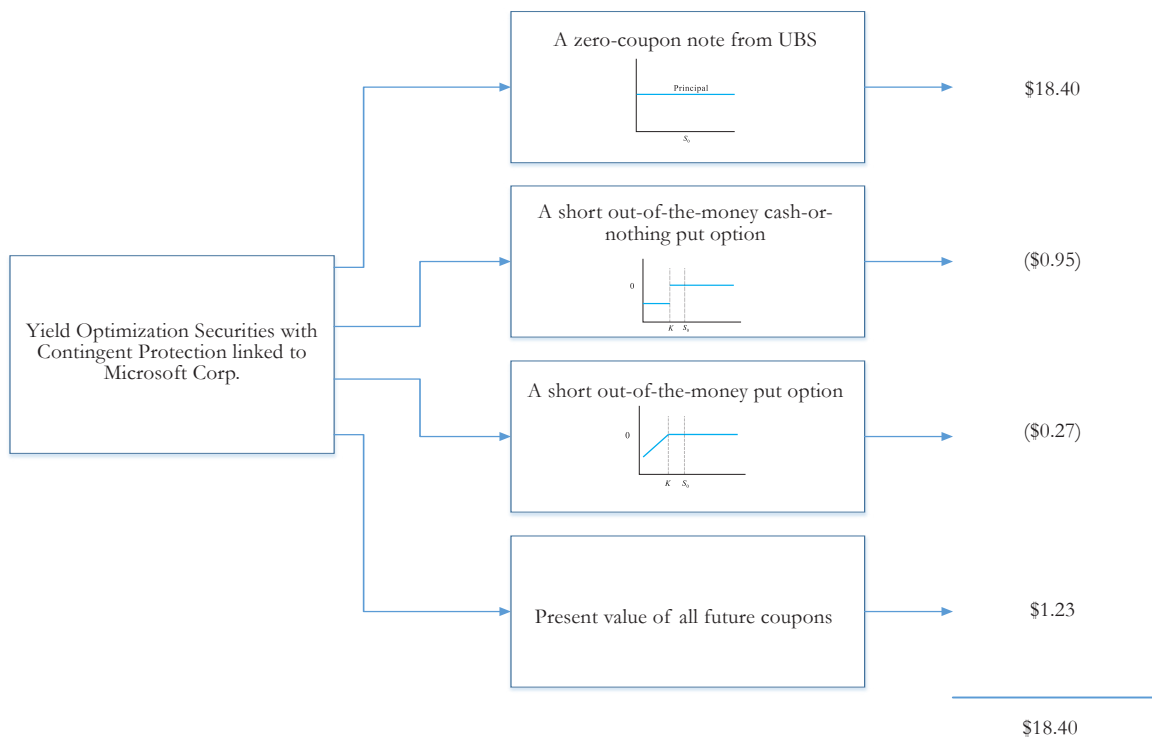 A zero-coupon note from UBS
Principal
S₀
$18.40
A short out-of-the-money cash-or-
nothing put option
0
K S₀
($0.95)
Yield Optimization Securities with
Contingent Protection linked to
Microsoft Corp.
A short out-of-the-money put option
0
K S₀
($0.27)
Present value of all future coupons
$1.23
$18.40